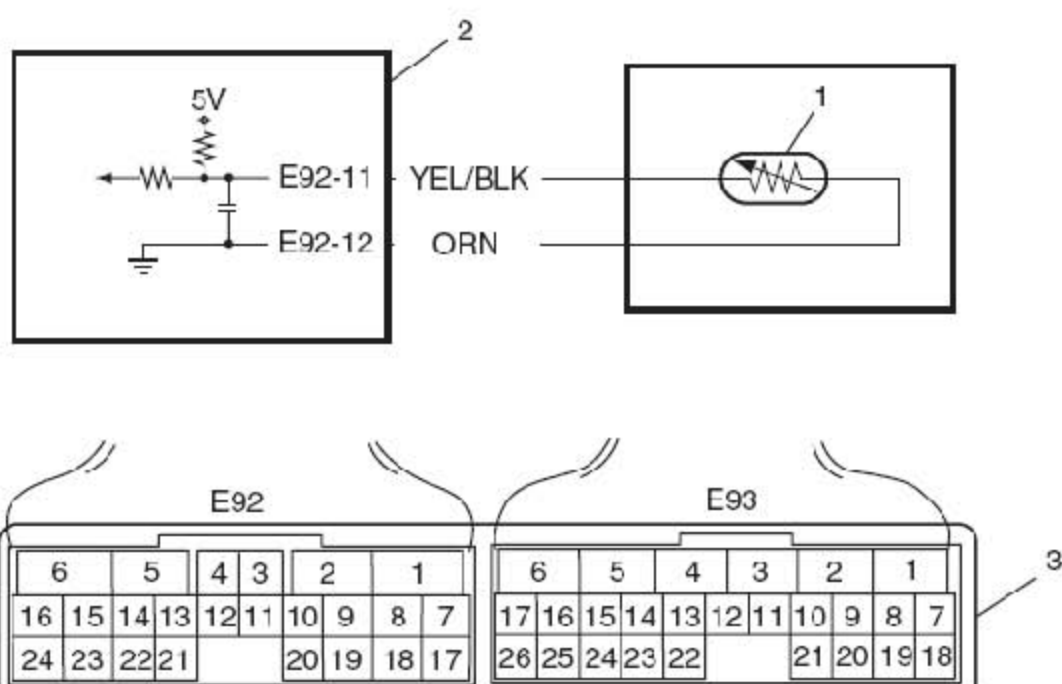 2
5V
1
E92-11 YEL/BLK
E92-12 ORN
E92 E93
6 5 4 3 2 1 6 5 4 3 2 1
3
16 15 14 13 12 11 10 9 8 7 17 16 15 14 13 12 11 10 9 8 7
24 23 22 21 20 19 18 17 26 25 24 23 22 21 20 19 18